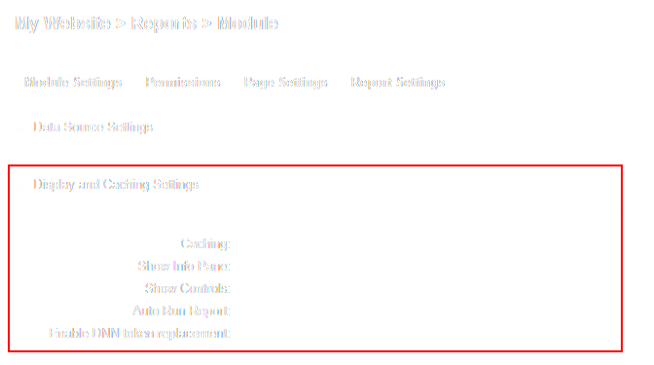 My Website > Reports > Module
Module Settings Permissions Page Settings Report Settings
Data Source Settings
Display and Caching Settings
Caching:
Show Info Pane:
Show Controls:
Auto Run Report:
Enable DNN token replacement: